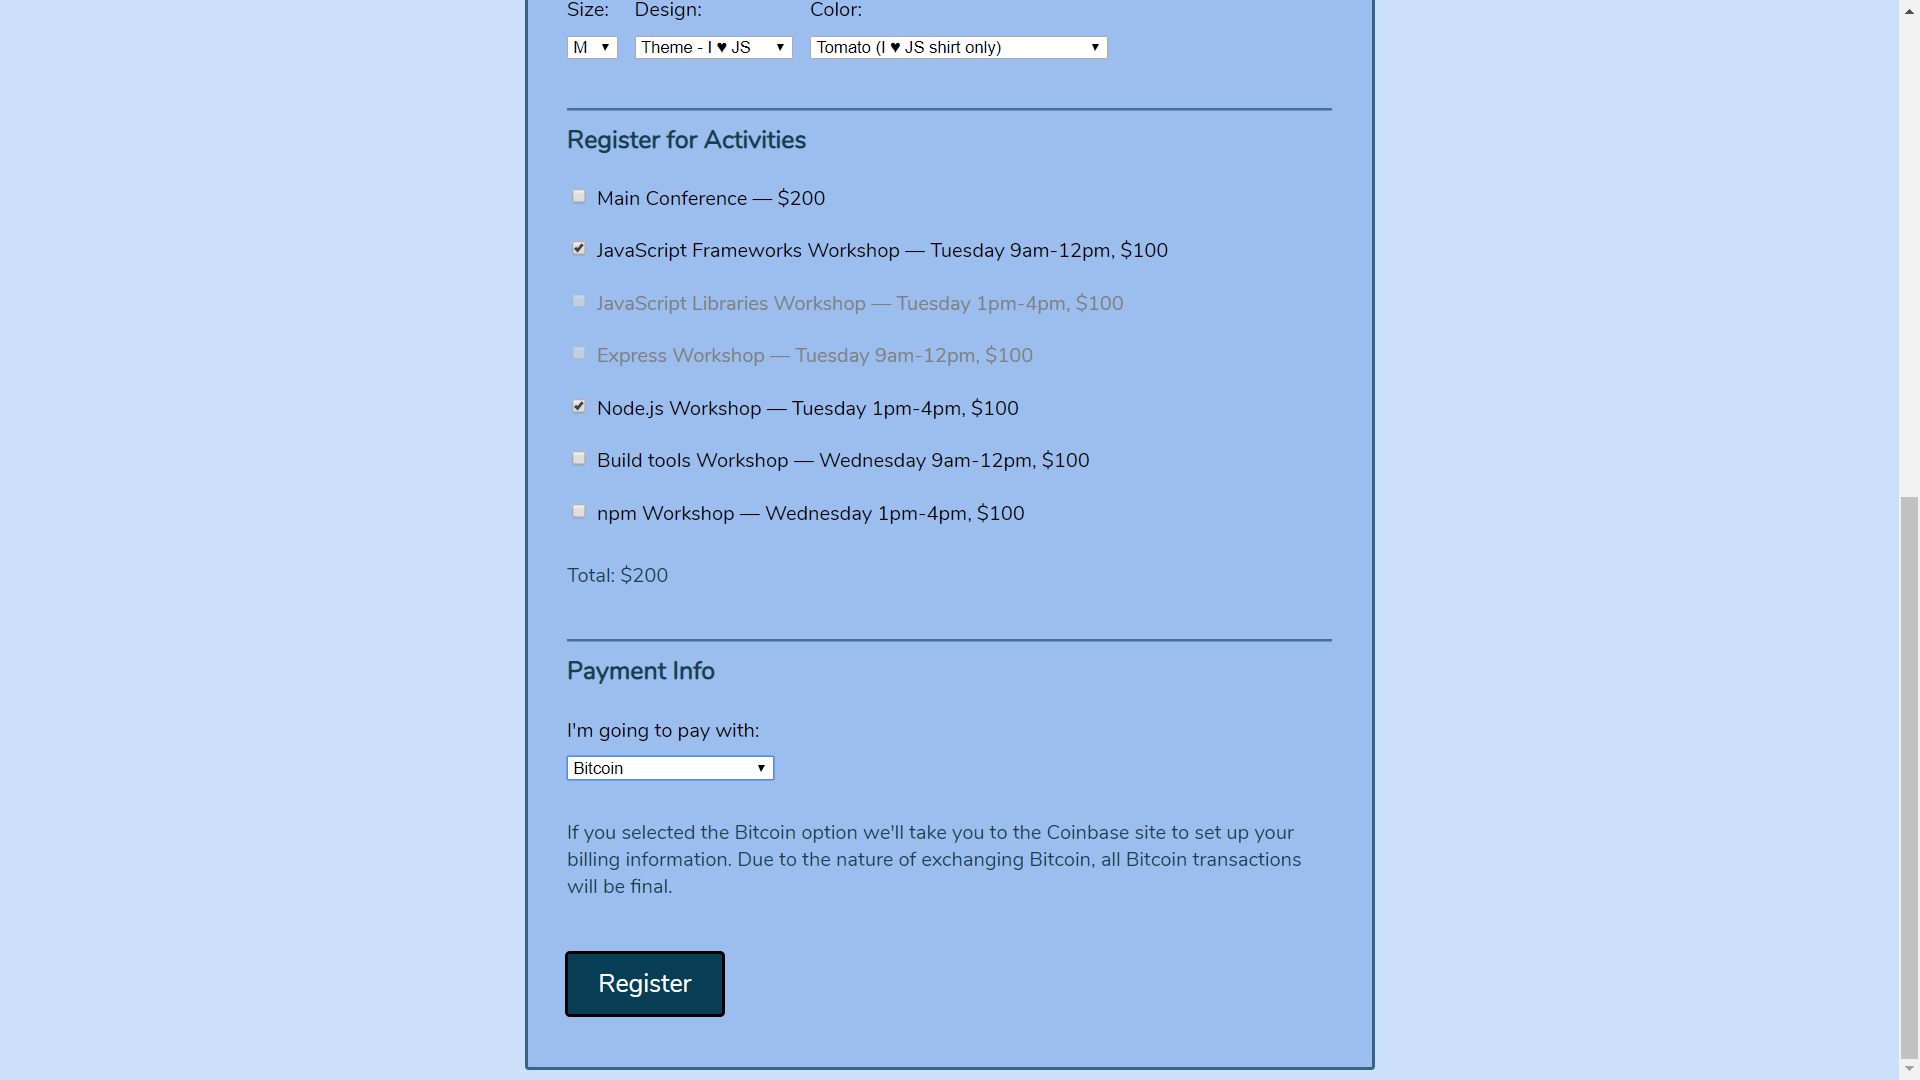 Size: Design: Color:
M Theme - I ♥ JS Tomato (I ♥ JS shirt only)
Register for Activities
Main Conference — $200
JavaScript Frameworks Workshop — Tuesday 9am-12pm, $100
JavaScript Libraries Workshop — Tuesday 1pm-4pm, $100
Express Workshop — Tuesday 9am-12pm, $100
Node.js Workshop — Tuesday 1pm-4pm, $100
Build tools Workshop — Wednesday 9am-12pm, $100
npm Workshop — Wednesday 1pm-4pm, $100
Total: $200
Payment Info
I'm going to pay with:
Bitcoin
If you selected the Bitcoin option we'll take you to the Coinbase site to set up your
billing information. Due to the nature of exchanging Bitcoin, all Bitcoin transactions
will be final.
Register